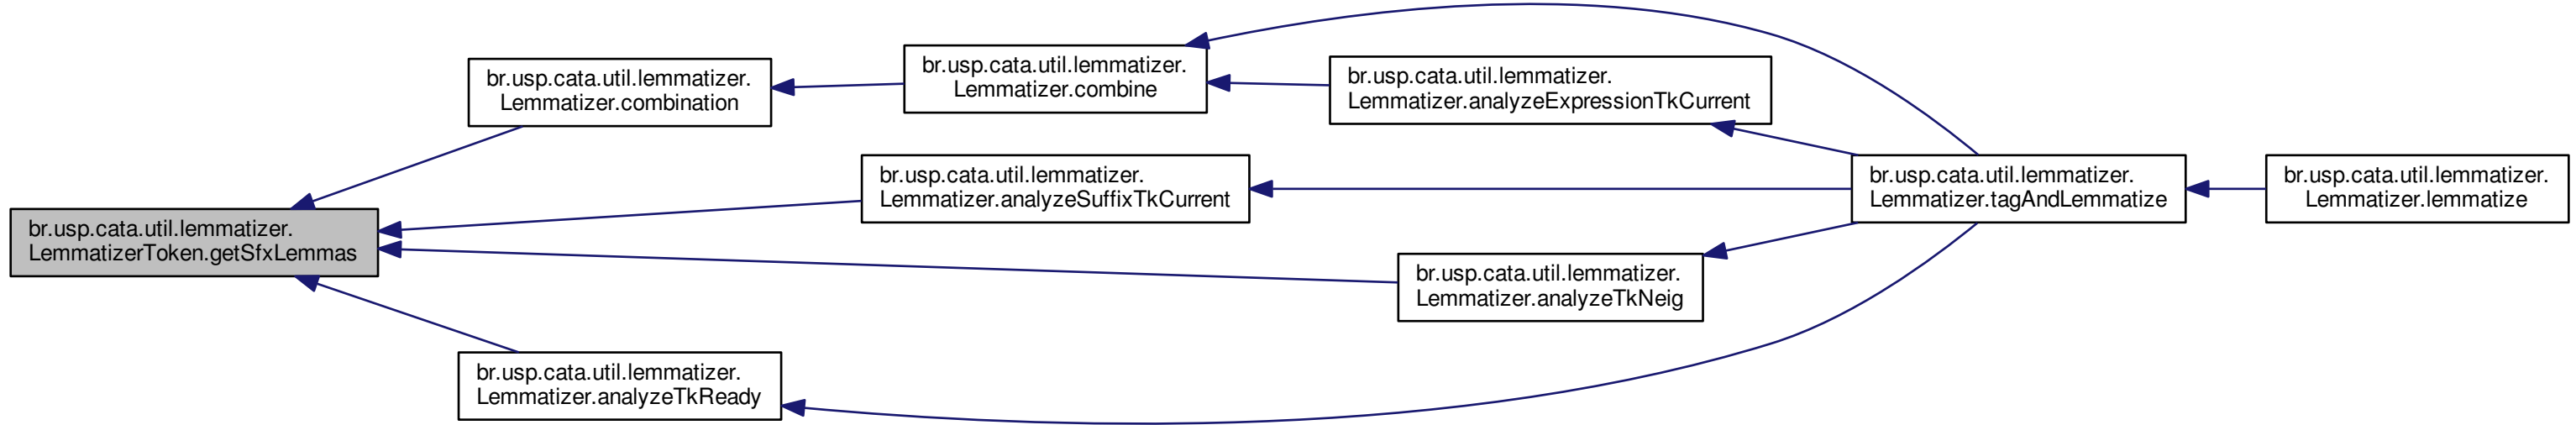 br.usp.cata.util.lemmatizer.
LemmatizerToken.getSfxLemmas
br.usp.cata.util.lemmatizer.
Lemmatizer.combination
br.usp.cata.util.lemmatizer.
Lemmatizer.combine
br.usp.cata.util.lemmatizer.
Lemmatizer.analyzeExpressionTkCurrent
br.usp.cata.util.lemmatizer.
Lemmatizer.analyzeSuffixTkCurrent
br.usp.cata.util.lemmatizer.
Lemmatizer.tagAndLemmatize
br.usp.cata.util.lemmatizer.
Lemmatizer.lemmatize
br.usp.cata.util.lemmatizer.
Lemmatizer.analyzeTkNeig
br.usp.cata.util.lemmatizer.
Lemmatizer.analyzeTkReady